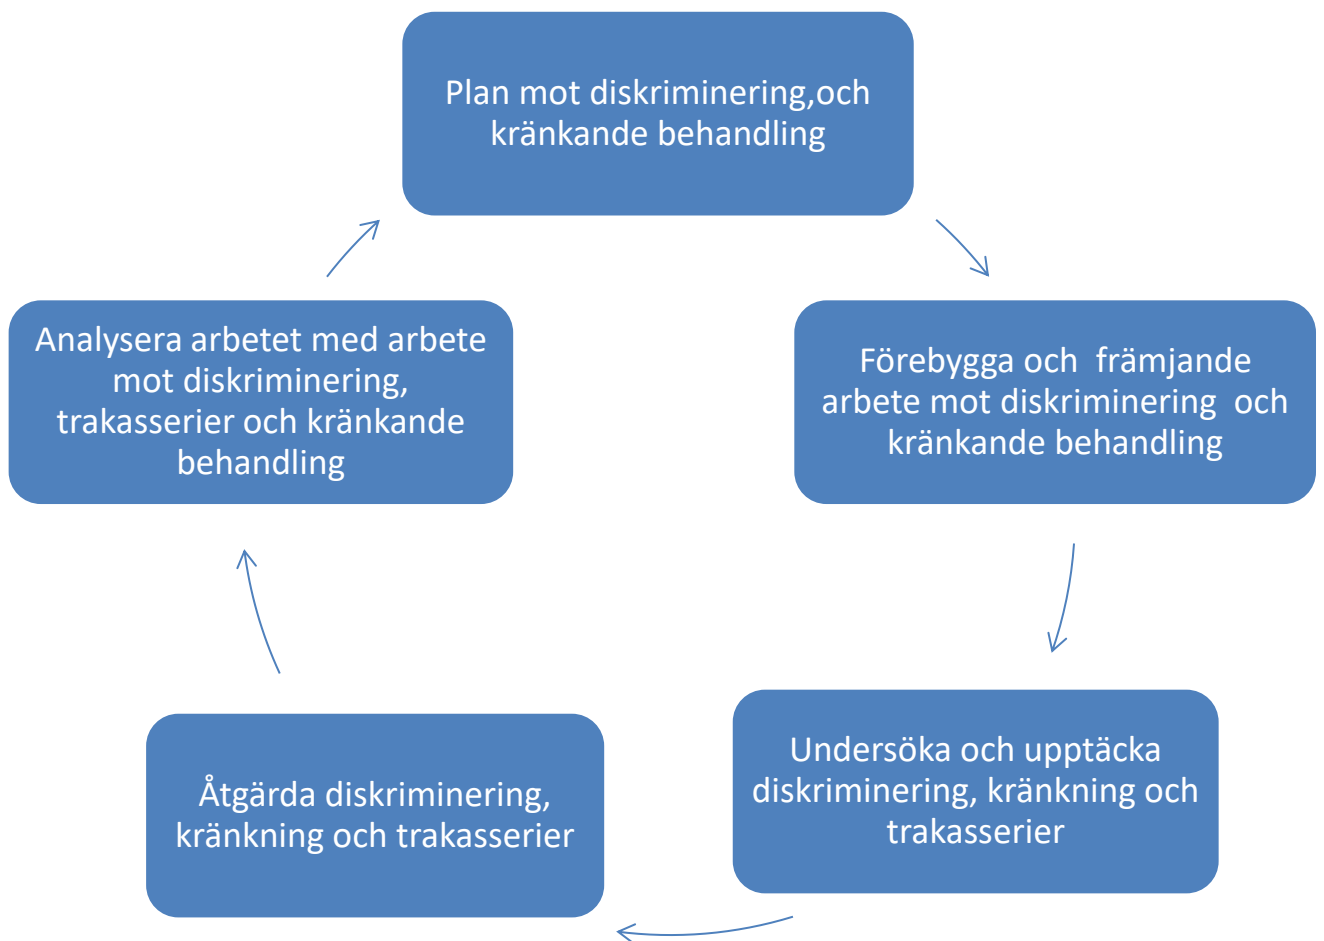 Plan mot diskriminering,och
kränkande behandling
Förebygga och  främjande
arbete mot diskriminering  och
kränkande behandling
Undersöka och upptäcka
diskriminering, kränkning och
trakasserier
Åtgärda diskriminering,
kränkning och trakasserier
Analysera arbetet med arbete
mot diskriminering,
trakasserier och kränkande
behandling